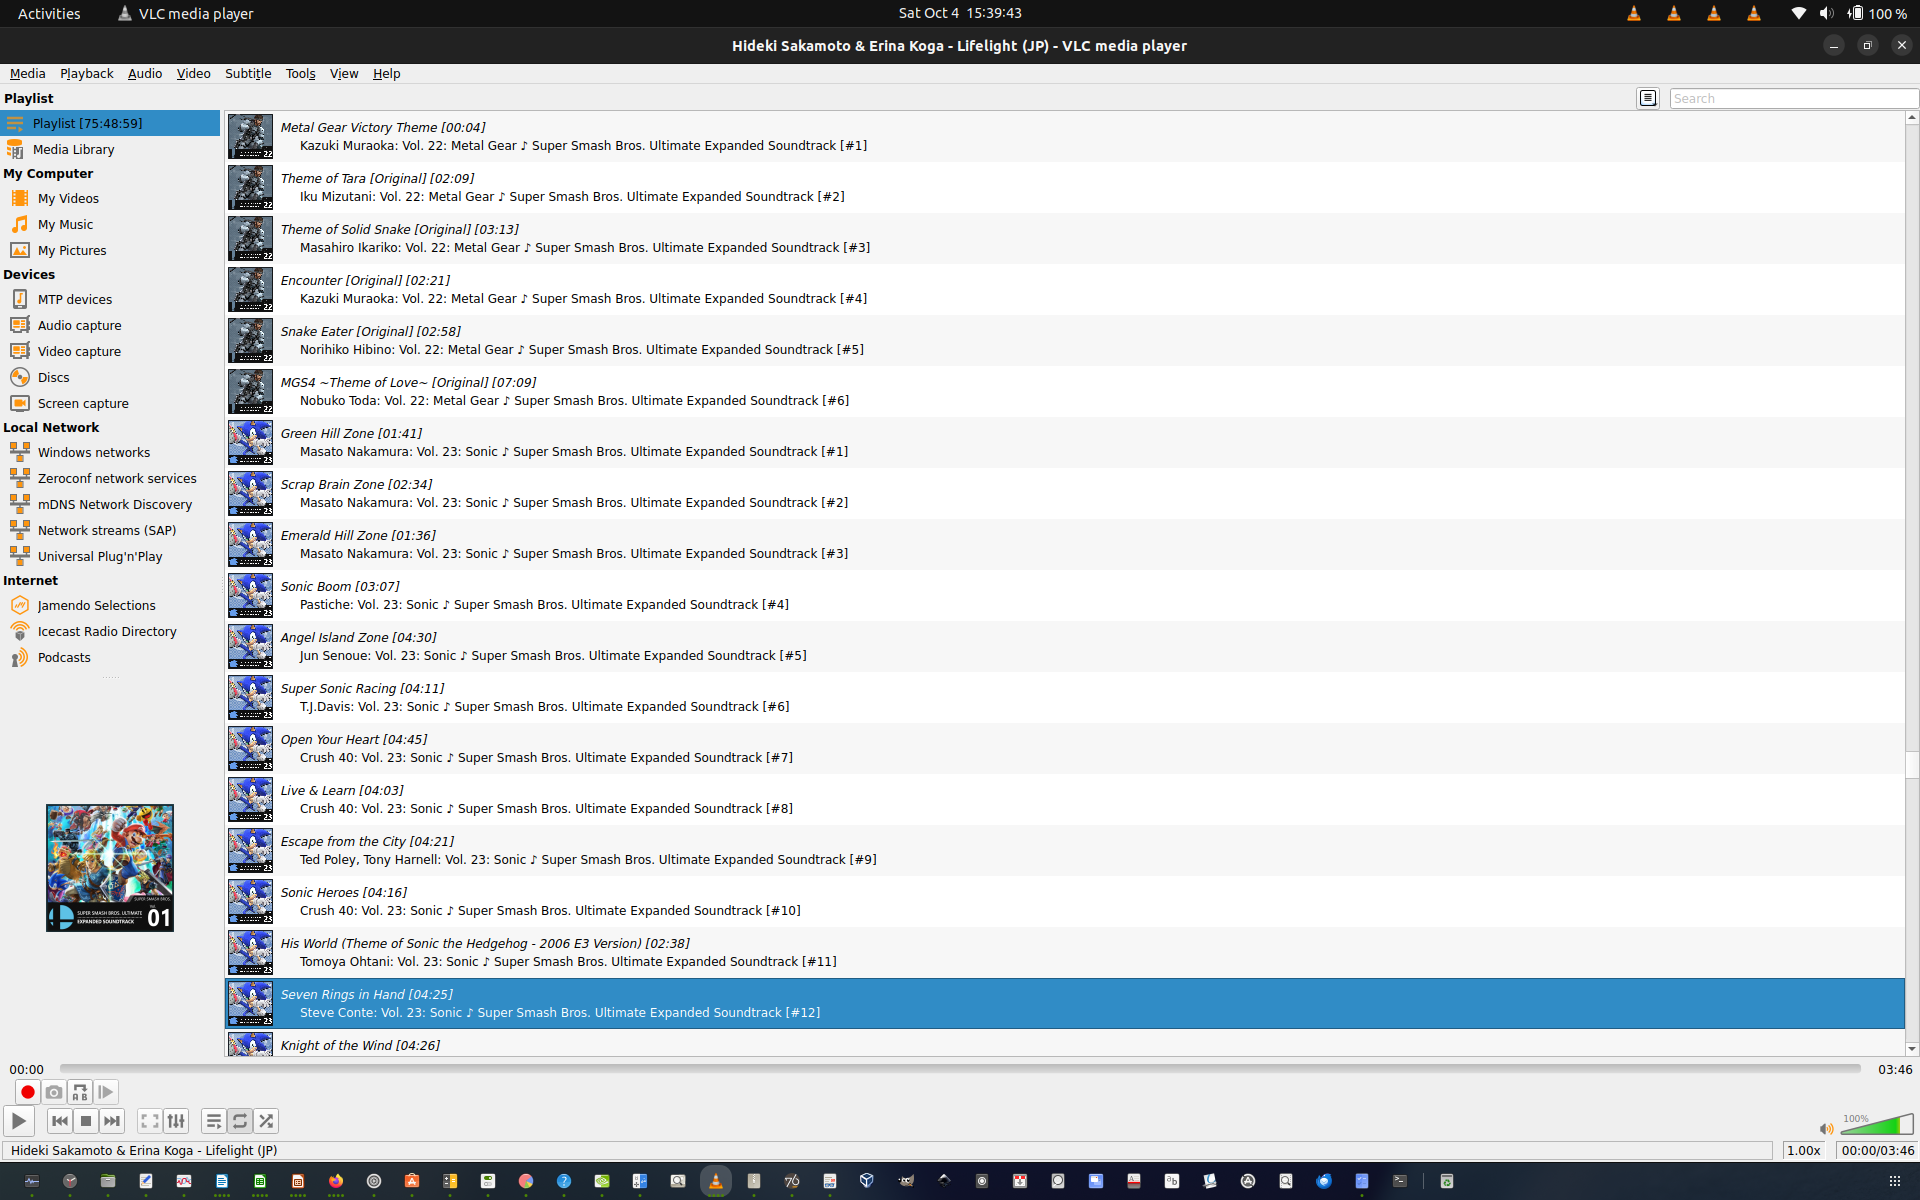 Activities
VLC media player
Sat Oct 4 15:39:43
100 %
Hideki Sakamoto & Erina Koga - Lifelight (JP) - VLC media player
Media Playback Audio Video Subtitle Tools View Help
Playlist
Search
Playlist [75:48:59]
Media Library
My Computer
My Videos
My Music
My Pictures
Devices
MTP devices
Audio capture
Video capture
Discs
Screen capture
Local Network
Windows networks
Zeroconf network services
mDNS Network Discovery
Network streams (SAP)
Universal Plug'n'Play
Internet
Jamendo Selections
Icecast Radio Directory
Podcasts
SUPER SMASH BROS. ULTIMATE
EXPANDED SOUNDTRACK
01
Metal Gear Victory Theme [00:04]
Kazuki Muraoka: Vol. 22: Metal Gear ♪ Super Smash Bros. Ultimate Expanded Soundtrack [#1]
Theme of Tara [Original] [02:09]
Iku Mizutani: Vol. 22: Metal Gear ♪ Super Smash Bros. Ultimate Expanded Soundtrack [#2]
Theme of Solid Snake [Original] [03:13]
Masahiro Ikariko: Vol. 22: Metal Gear ♪ Super Smash Bros. Ultimate Expanded Soundtrack [#3]
Encounter [Original] [02:21]
Kazuki Muraoka: Vol. 22: Metal Gear ♪ Super Smash Bros. Ultimate Expanded Soundtrack [#4]
Snake Eater [Original] [02:58]
Norihiko Hibino: Vol. 22: Metal Gear ♪ Super Smash Bros. Ultimate Expanded Soundtrack [#5]
MGS4 ~Theme of Love~ [Original] [07:09]
Nobuko Toda: Vol. 22: Metal Gear ♪ Super Smash Bros. Ultimate Expanded Soundtrack [#6]
Green Hill Zone [01:41]
Masato Nakamura: Vol. 23: Sonic ♪ Super Smash Bros. Ultimate Expanded Soundtrack [#1]
Scrap Brain Zone [02:34]
Masato Nakamura: Vol. 23: Sonic ♪ Super Smash Bros. Ultimate Expanded Soundtrack [#2]
Emerald Hill Zone [01:36]
Masato Nakamura: Vol. 23: Sonic ♪ Super Smash Bros. Ultimate Expanded Soundtrack [#3]
Sonic Boom [03:07]
Pastiche: Vol. 23: Sonic ♪ Super Smash Bros. Ultimate Expanded Soundtrack [#4]
Angel Island Zone [04:30]
Jun Senoue: Vol. 23: Sonic ♪ Super Smash Bros. Ultimate Expanded Soundtrack [#5]
Super Sonic Racing [04:11]
T.J.Davis: Vol. 23: Sonic ♪ Super Smash Bros. Ultimate Expanded Soundtrack [#6]
Open Your Heart [04:45]
Crush 40: Vol. 23: Sonic ♪ Super Smash Bros. Ultimate Expanded Soundtrack [#7]
Live & Learn [04:03]
Crush 40: Vol. 23: Sonic ♪ Super Smash Bros. Ultimate Expanded Soundtrack [#8]
Escape from the City [04:21]
Ted Poley, Tony Harnell: Vol. 23: Sonic ♪ Super Smash Bros. Ultimate Expanded Soundtrack [#9]
Sonic Heroes [04:16]
Crush 40: Vol. 23: Sonic ♪ Super Smash Bros. Ultimate Expanded Soundtrack [#10]
His World (Theme of Sonic the Hedgehog - 2006 E3 Version) [02:38]
Tomoya Ohtani: Vol. 23: Sonic ♪ Super Smash Bros. Ultimate Expanded Soundtrack [#11]
Seven Rings in Hand [04:25]
Steve Conte: Vol. 23: Sonic ♪ Super Smash Bros. Ultimate Expanded Soundtrack [#12]
Knight of the Wind [04:26]
00:00
03:46
100%
Hideki Sakamoto & Erina Koga - Lifelight (JP)
1.00x
00:00/03:46